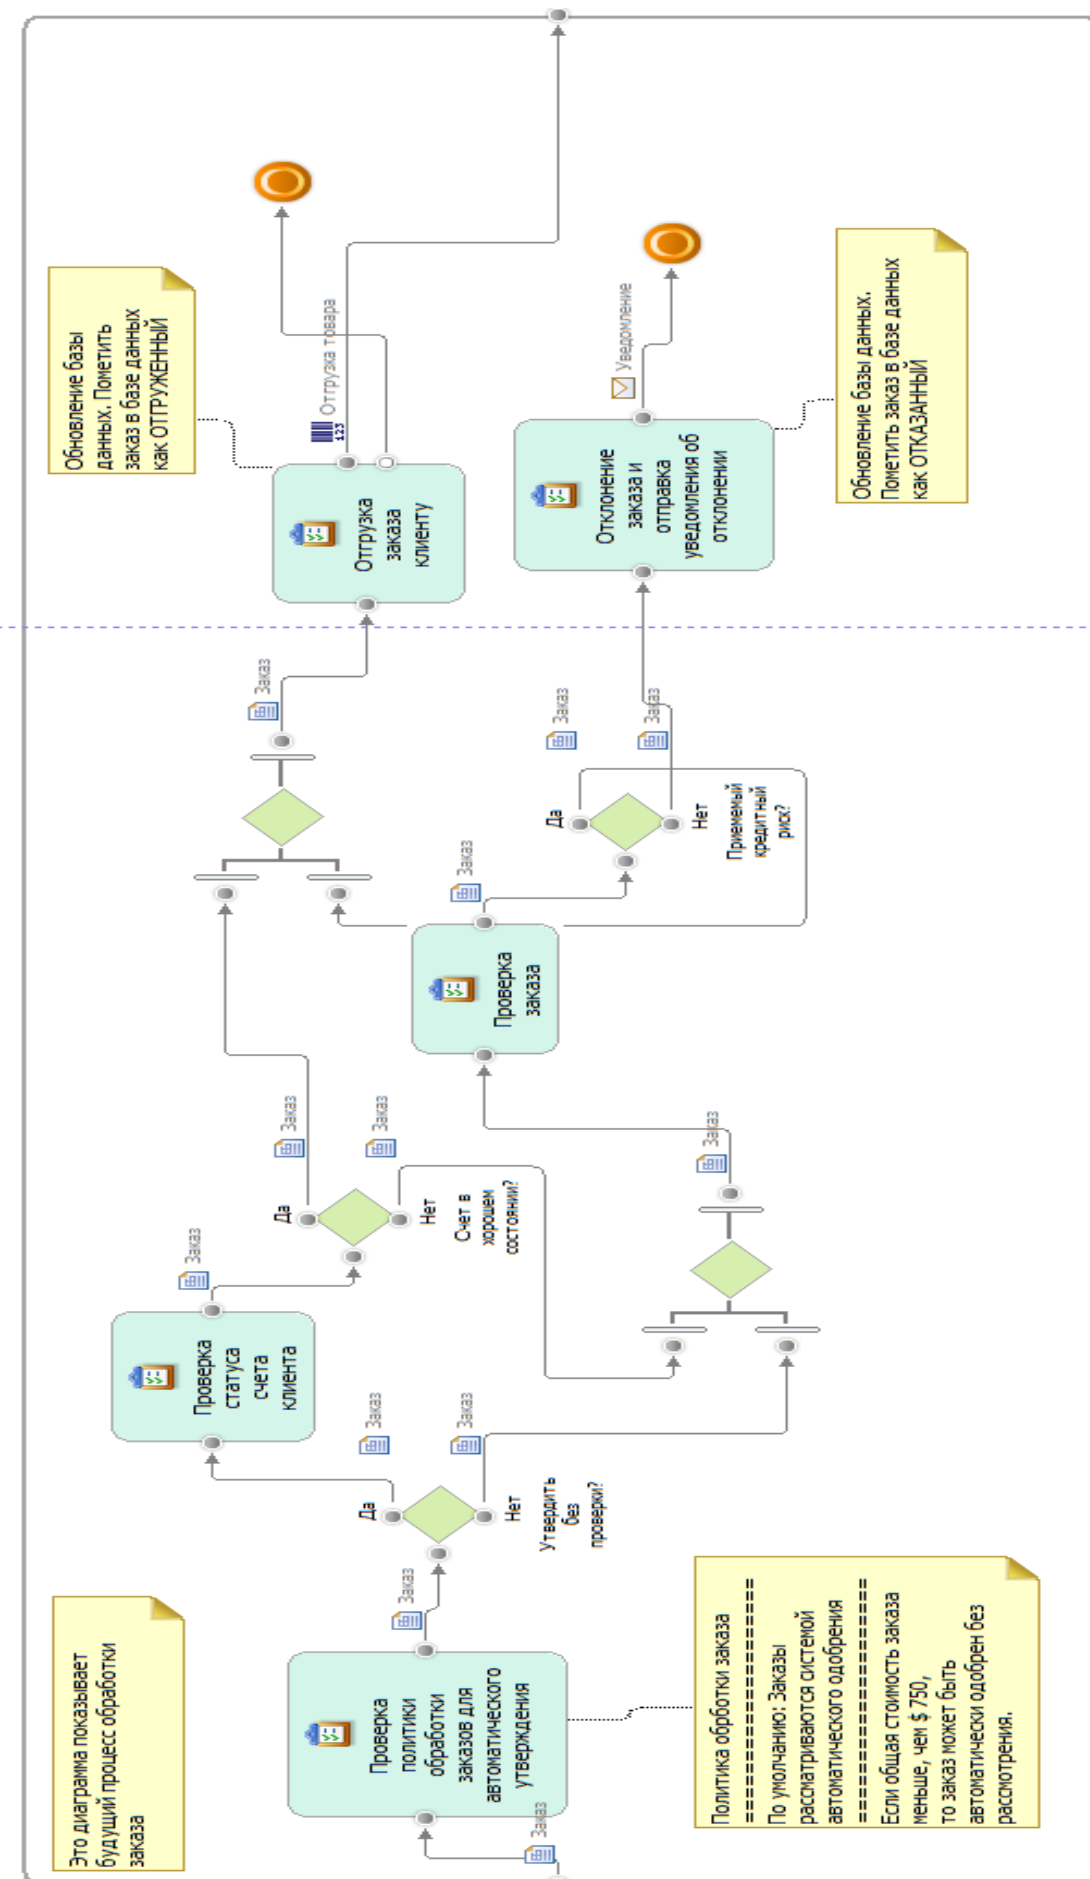 Это диаграмма показывает
будущий процесс обработки
заказа
Заказ
Проверка
политики
обработки
заказов для
автоматического
утверждения
Политика обрботки заказа
=========================
По умолчанию: Заказы
рассматриваются системой
автоматического одобрения
=========================
Если общая стоимость заказа
меньше, чем $ 750,
то заказ может быть
автоматически одобрен без
рассмотрения.
Заказ
Да
Нет
Утвердить
без
проверки?
Заказ
Заказ
Проверка
статуса
счета
клиента
Заказ
Да
Нет
Счет в
хорошем
состоянии?
Заказ
Заказ
Заказ
Проверка
заказа
Заказ
Да
Нет
Приемемый
кредитный
риск?
Заказ
Заказ
Заказ
Отгрузка
заказа
клиенту
123
Отгрузка товара
Обновление базы
данных. Пометить
заказ в базе данных
как ОТГРУЖЕННЫЙ
Отклонение
заказа и
отправка
уведомления об
отклонении
Уведомление
Обновление базы данных.
Пометить заказ в базе данных
как ОТКАЗАННЫЙ